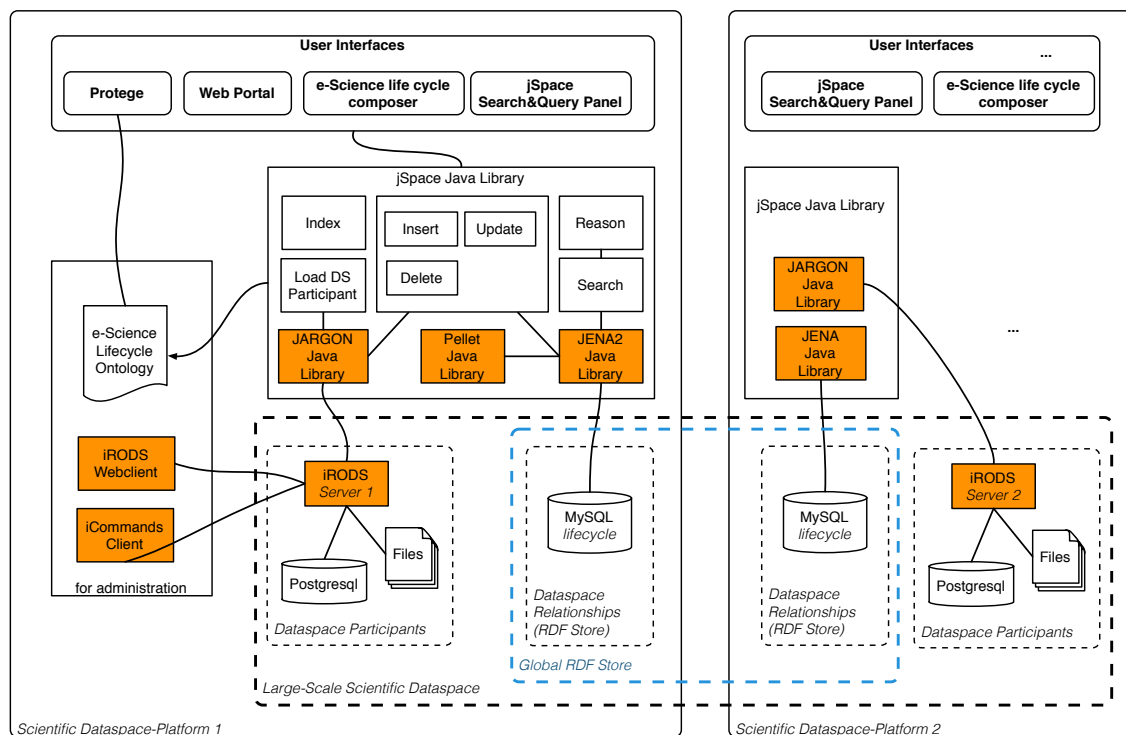 User Interfaces
Protege
Web Portal
e-Science life cycle
composer
jSpace
Search&Query Panel
jSpace Java Library
Index
Insert
Update
Reason
Load DS
Participant
Delete
Search
JARGON
Java
Library
Pellet
Java
Library
JENA2
Java
Library
e-Science
Lifecycle
Ontology
iRODS
Webclient
iCommands
Client
for administration
iRODS
Server 1
Postgresql
Files
Dataspace Participants
MySQL
lifecycle
Dataspace
Relationships
(RDF Store)
Global RDF Store
Large-Scale Scientific Dataspace
Scientific Dataspace-Platform 1
User Interfaces
...
jSpace
Search&Query Panel
e-Science life cycle
composer
jSpace Java Library
JARGON
Java
Library
JENA
Java
Library
...
MySQL
lifecycle
Dataspace
Relationships
(RDF Store)
iRODS
Server 2
Postgresql
Files
Dataspace Participants
Scientific Dataspace-Platform 2